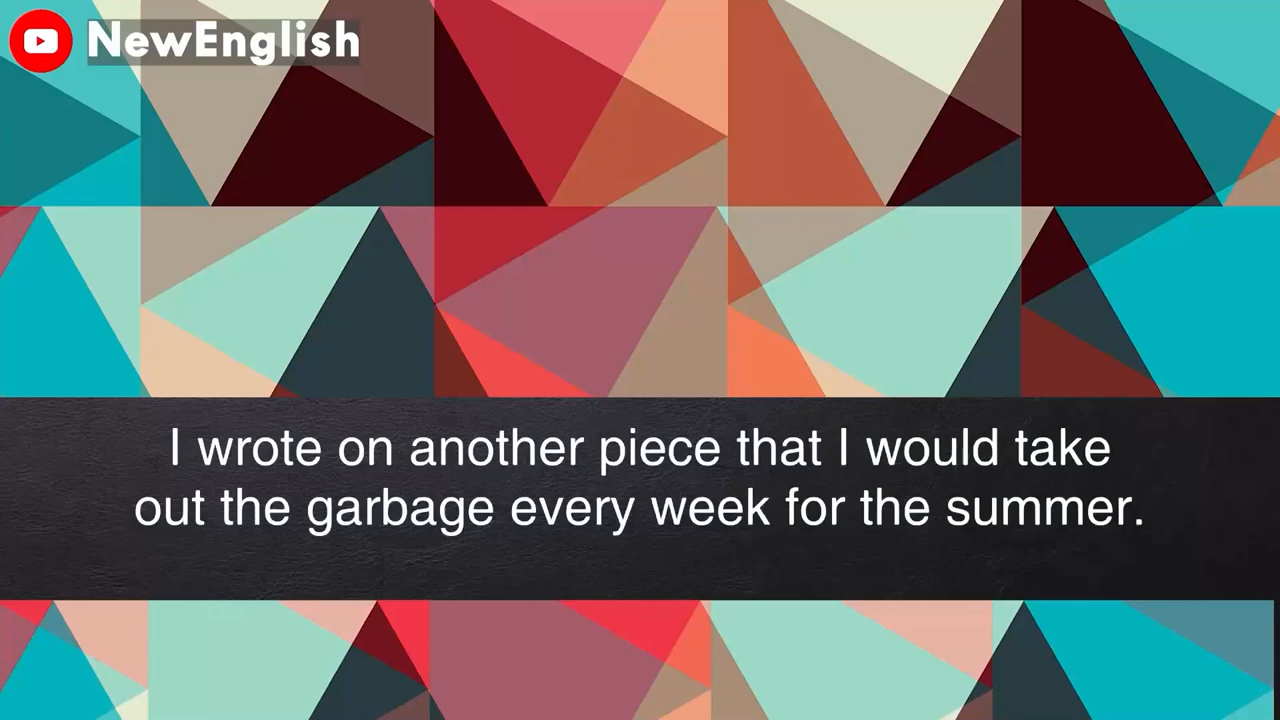 NewEnglish
I wrote on another piece that I would take
out the garbage every week for the summer.